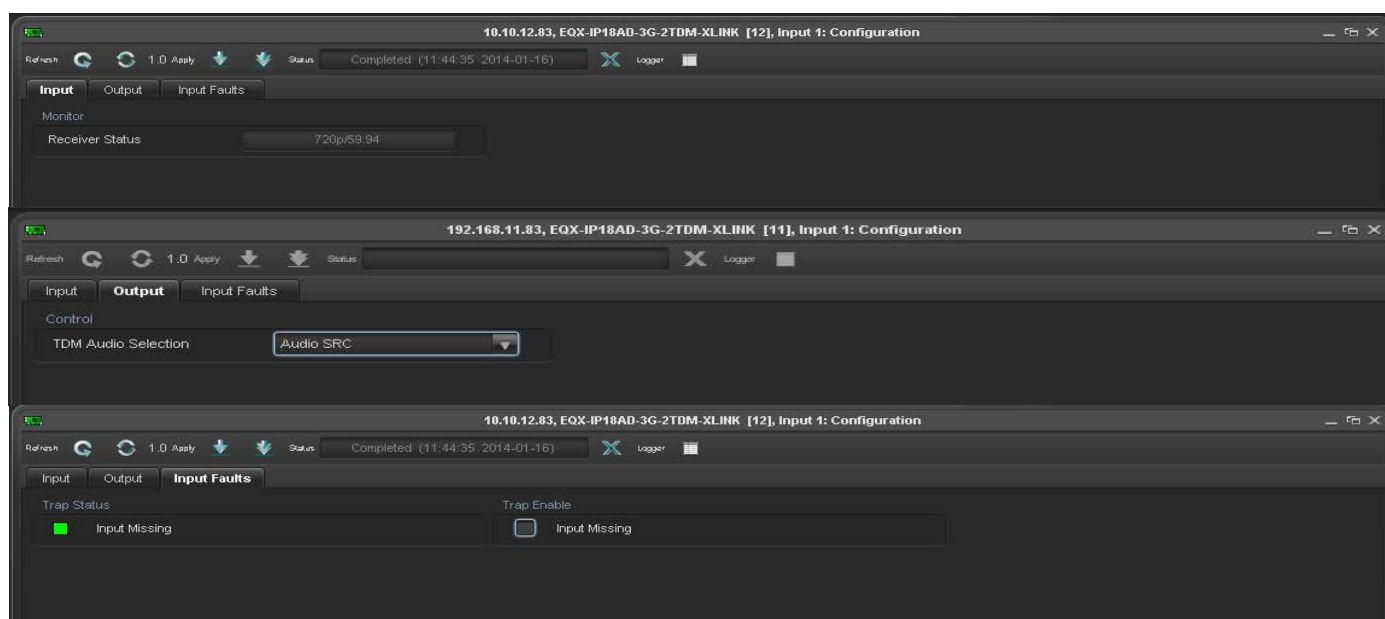 10.10.12.83, EQX-IP18AD-3G-2TDM-XLINK [12], Input 1: Configuration
Refresh 1.0 Apply Status Completed (11:44:35 2014-01-16) Logger
Input Output Input Faults
Monitor
Receiver Status 720p/59.94
192.168.11.83, EQX-IP18AD-3G-2TDM-XLINK [11], Input 1: Configuration
Refresh 1.0 Apply Status Logger
Input Output Input Faults
Control
TDM Audio Selection Audio SRC
10.10.12.83, EQX-IP18AD-3G-2TDM-XLINK [12], Input 1: Configuration
Refresh 1.0 Apply Status Completed (11:44:35 2014-01-16) Logger
Input Output Input Faults
Trap Status Trap Enable
Input Missing Input Missing